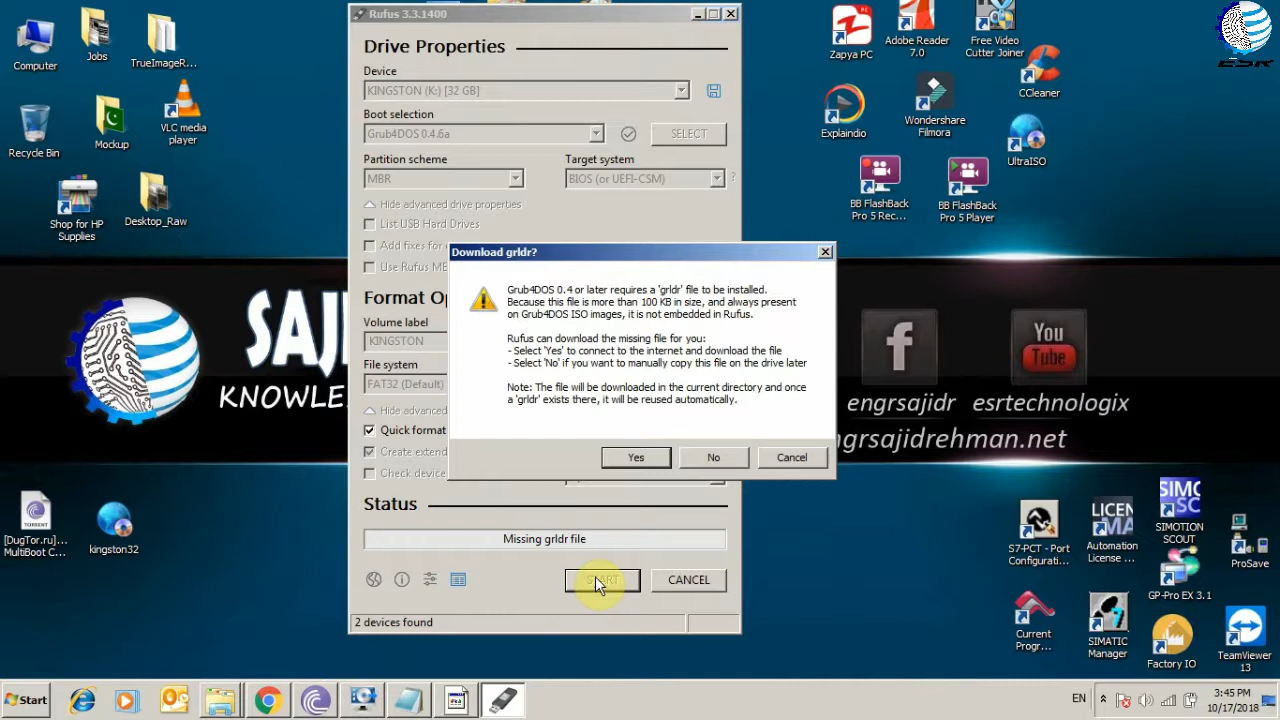 Rufus 3.3.1400
Drive Properties
Device
KINGSTON (K:) [32 GB]
Boot selection
Grub4DOS 0.4.6a
SELECT
Partition scheme
Target system
MBR
BIOS (or UEFI-CSM)
?
Hide advanced drive properties
List USB Hard Drives
Add fixes for
Use Rufus
Format
Volume label
KINGSTON
File system
FAT32 (Default)
Hide advanced
Quick format
Create
Check device
Status
Missing grldr file
START
CANCEL
2 devices found
Download grldr?
Grub4DOS 0.4 or later requires a 'grldr' file to be installed.
Because this file is more than 100 KB in size, and always present
on Grub4DOS ISO images, it is not embedded in Rufus.
Rufus can download the missing file for you:
- Select 'Yes' to connect to the internet and download the file
- Select 'No' if you want to manually copy this file on the drive later
Note: The file will be downloaded in the current directory and once
a 'grldr' exists there, it will be reused automatically.
Yes
No
Cancel
Computer
Jobs
TrueImageR...
Recycle Bin
Mockup
VLC media
player
Shop for HP
Supplies
Desktop_Raw
[DugTor.ru]...
MultiBoot C...
kingston32
Zapya PC
Adobe Reader
7.0
Free Video
Cutter Joiner
ESR
Explaindio
Wondershare
Filmora
CCleaner
BB FlashBack
Pro 5 Rec...
BB FlashBack
Pro 5 Player
UltraISO
f
You
Tube
engrsajidr
esrtechnologix
ngrsajidrehman.net
S7-PCT - Port
Configurati...
LICEN
MA
Automation
License ...
SIMO
SC
SIMOTION
SCOUT
ProSave
GP-Pro EX 3.1
Current
Progr...
SIMATIC
Manager
Factory IO
TeamViewer
13
Start
EN
3:45 PM
10/17/2018